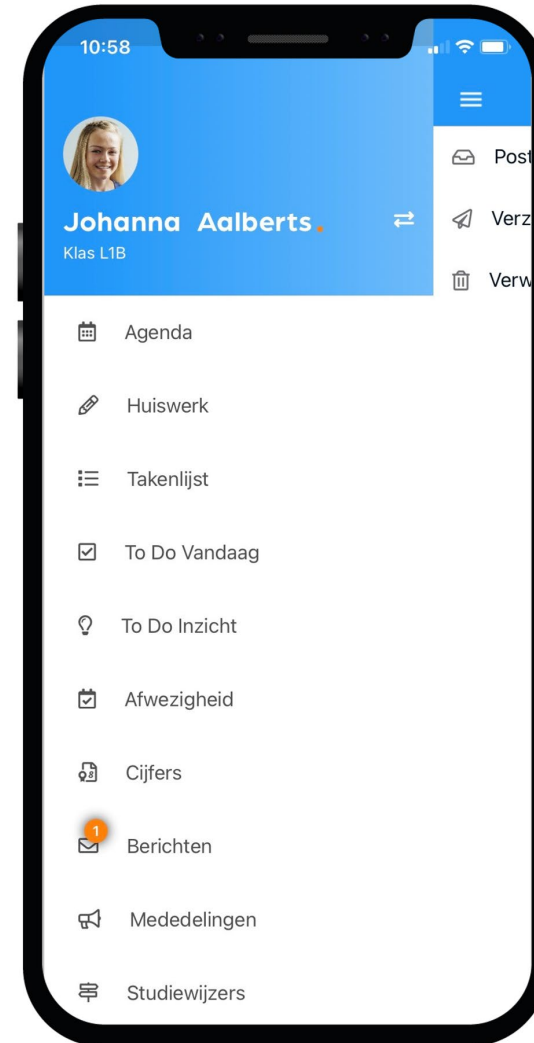 10:58
Johanna Aalberts.
Klas L1B
Agenda
Huiswerk
Takenlijst
To Do Vandaag
To Do Inzicht
Afwezigheid
Cijfers
1
Berichten
Mededelingen
Studiewijzers
Post
Verz
Verw